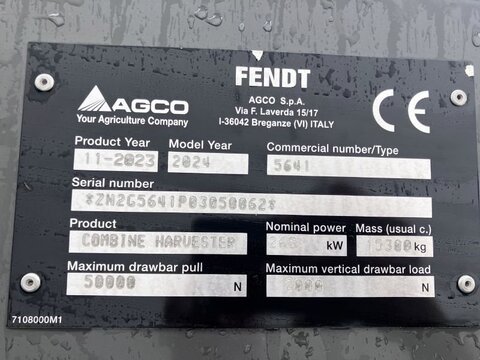 AGCO
Your Agriculture Company
FENDT
AGCO S.p.A.
Via F. Laverda 15/17
I-36042 Breganze (VI) ITALY
CE
Product Year Model Year Commercial number/Type
11-2023 2024 5641
Serial number
*ZN2G5641P03050062*
Product Nominal power Mass (usual c.)
COMBINE HARVESTER kW 15300 kg
Maximum drawbar pull Maximum vertical drawbar load
50000 N N
7108000M1